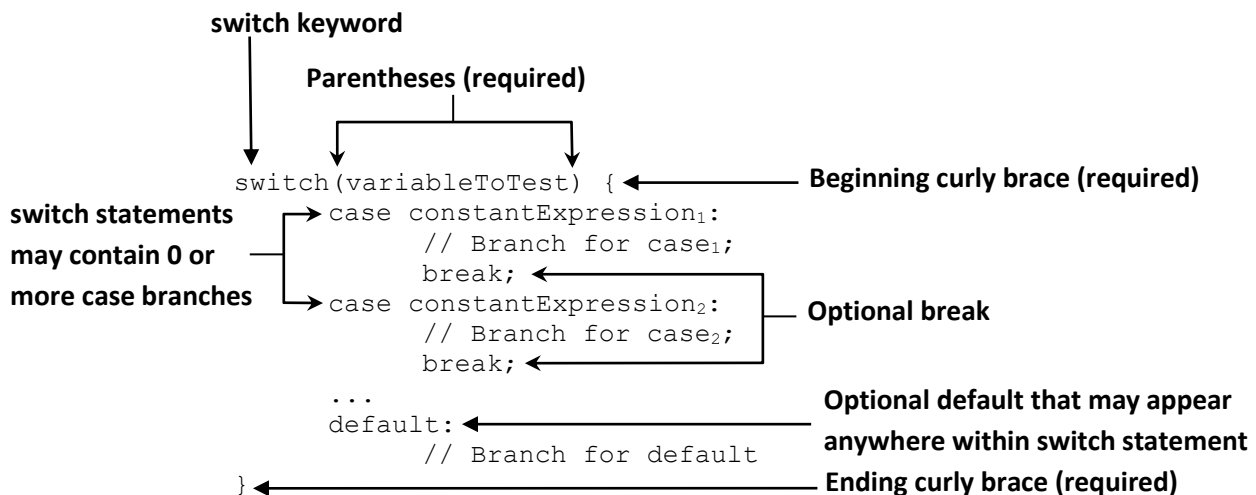 switch keyword
Parentheses (required)
switch(variableToTest) {
Beginning curly brace (required)
switch statements
may contain 0 or
more case branches
case constantExpression₁:
// Branch for case₁;
break;
case constantExpression₂:
// Branch for case₂;
break;
Optional break
...
default:
// Branch for default
Optional default that may appear
anywhere within switch statement
}
Ending curly brace (required)